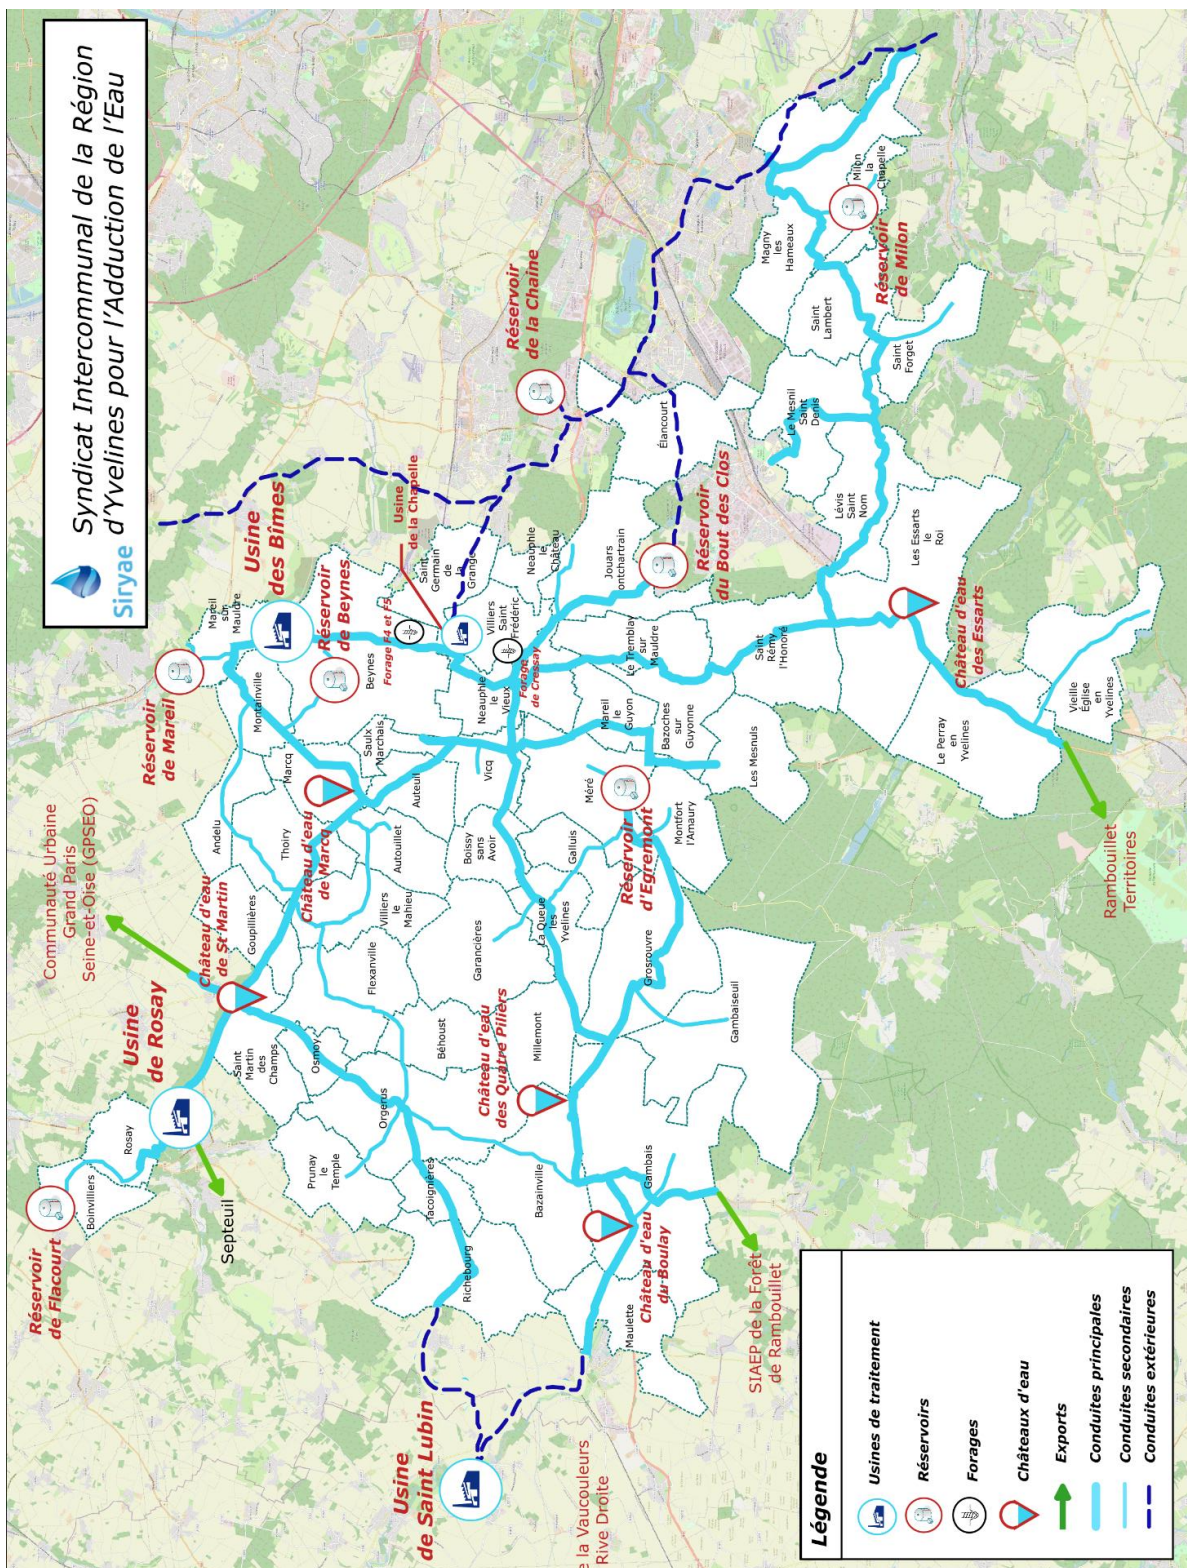 Syndicat Intercommunal de la Région
d'Yvelines pour l'Adduction de l'Eau
Siryae
Réservoir
de Flacourt
Boinvilliers
Rosay
Usine
de Rosay
Septeuil
Communauté Urbaine
Grand Paris
Seine-et-Oise (GPSEO)
Château d'eau
de St Martin
Saint
Martin
des
Champs
Osmoy
Prunay
le
Temple
Orgerus
Tacoignières
Richebourg
Bazainville
Goupillières
Andelu
Thoiry
Marcq
Montainville
Réservoir
de Mareil
Mareil
sur
Mauldre
Usine
des Bîmes
Réservoir
de Beynes
Beynes
Forage F4 et F5
Usine
de la Chapelle
Saint
Germain
de
la
Grange
Château d'eau
de Marcq
Saulx
Marchais
Auteuil
Autouillet
Villiers
le
Mahieu
Flexanville
Béhoust
Garancières
Boissy
sans
Avoir
Vicq
Neauphle
le
Vieux
Villiers
Saint
Frédéric
Forage
de Cressay
Neauphle
le
Château
Jouars
ontchartrain
Réservoir
de la Chaine
Élancourt
Réservoir
du Bout des Clos
Le Tremblay
sur
Mauldre
Mareil
le
Guyon
Bazoches
sur
Guyonne
Les Mesnuls
Méré
Réservoir
d'Egremont
Montfort
l'Amaury
Galluis
La Queue
les
Yvelines
Millemont
Château d'eau
des Quatre Piliers
Grosrouvre
Gambaiseuil
Gambais
Château d'eau
du Boulay
Maulette
SIAEP de la Forêt
de Rambouillet
Usine
de Saint Lubin
e la Vaucouleurs
Rive Droite
Saint
Rémy
l'Honoré
Lévis
Saint
Nom
Le Mesnil
Saint
Denis
Les Essarts
le
Roi
Château d'eau
des Essarts
Le Perray
en
Yvelines
Vieille
Église
en
Yvelines
Rambouillet
Territoires
Saint
Forget
Saint
Lambert
Magny
les
Hameaux
Milon
la
Chapelle
Réservoir
de Milon
Légende
Usines de traitement
Réservoirs
Forages
Châteaux d'eau
Exports
Conduites principales
Conduites secondaires
Conduites extérieures